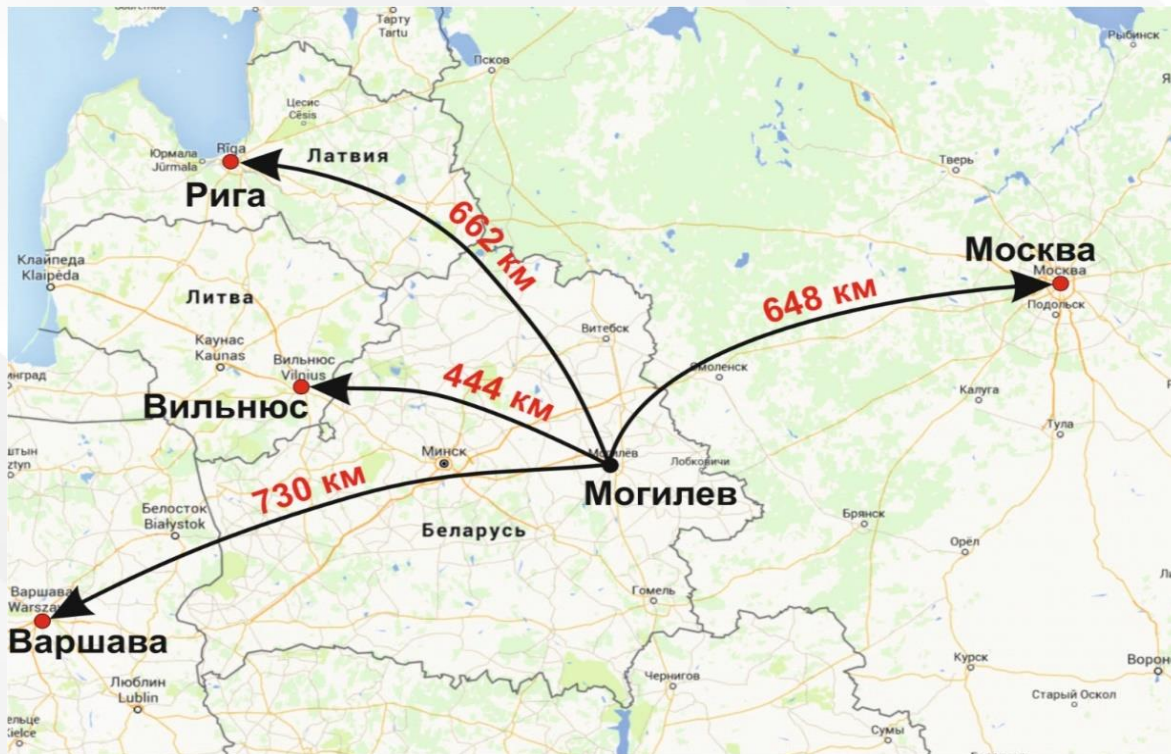 Тарту
Tartu
Рыбинск
Псков
Цесис
Cēsis
Юрмала
Jūrmala
Rīga
Латвия
Рига
Тверь
662 км
Москва
Москва
Подольск
648 км
Клайпеда
Klaipėda
Литва
Каунас
Kaunas
Вильнюс
Vilnius
Вильнюс
444 км
Витебск
Смоленск
Калуга
Тула
Минск
Могилев
Лобковичи
Могилев
730 км
Белосток
Białystok
Беларусь
Брянск
Орёл
Гомель
Варшава
Варшава
Люблин
Lublin
Чернигов
Курск
Старый Оскол
Сумы